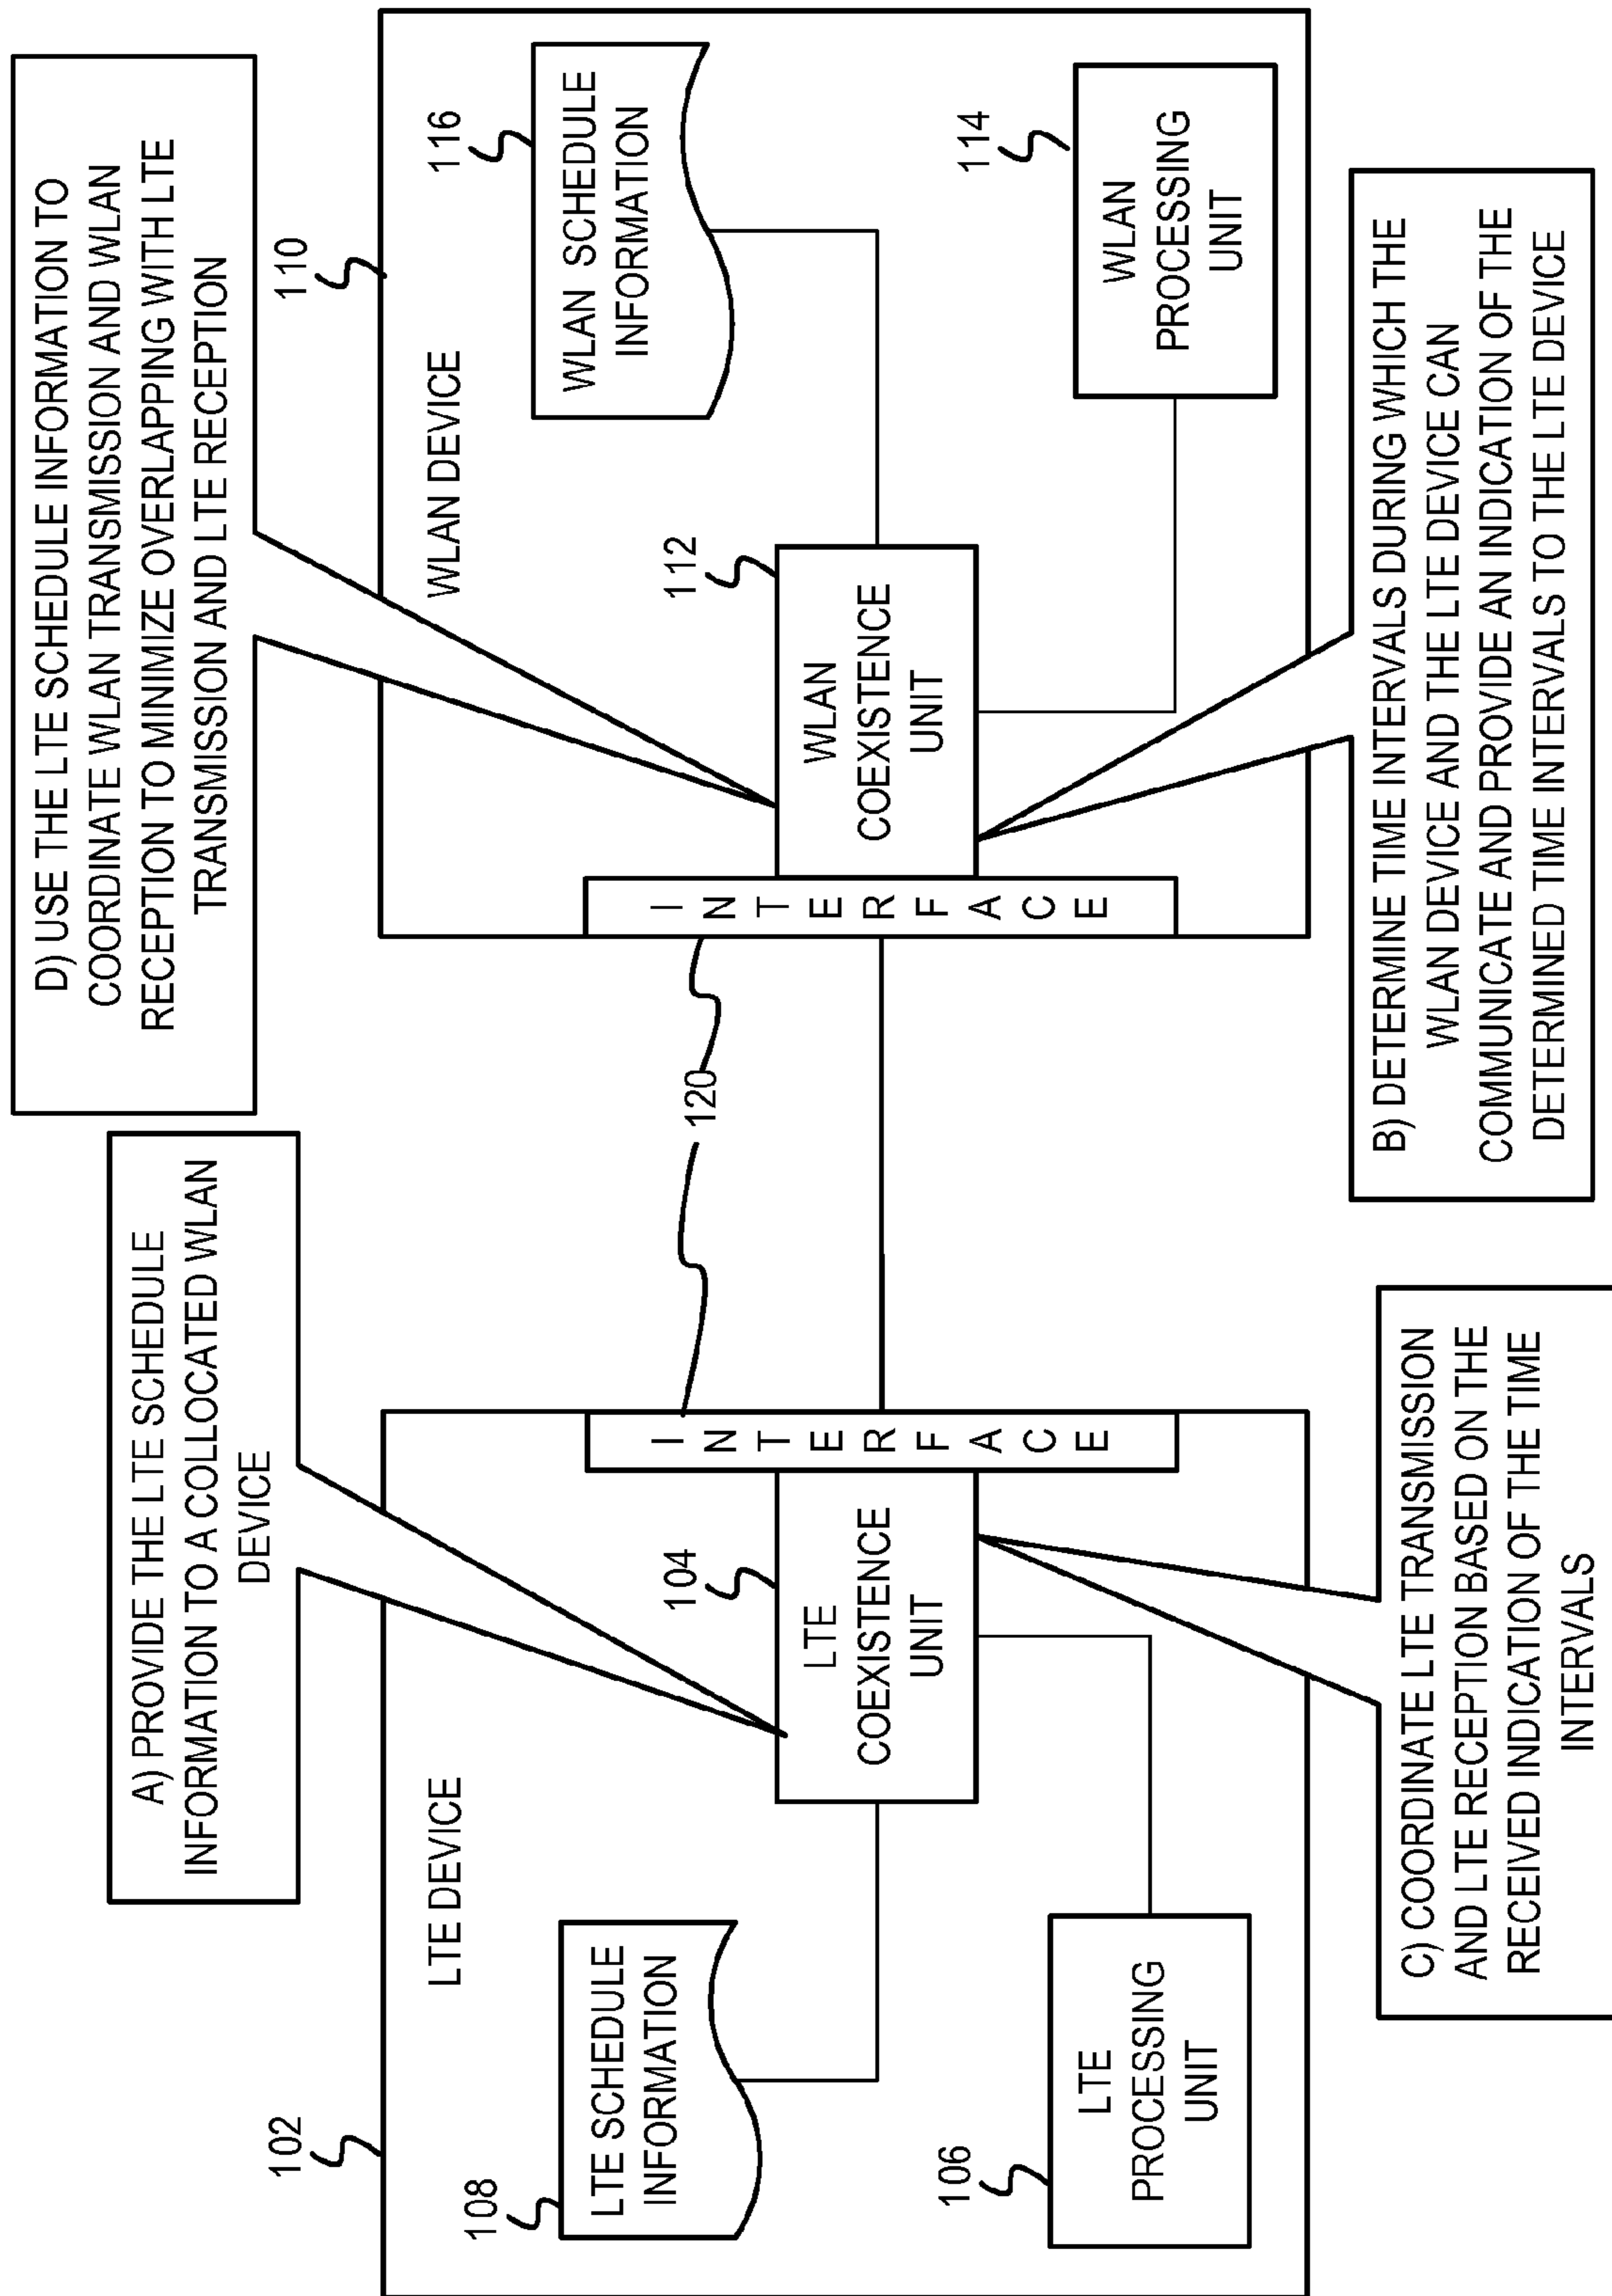 A) PROVIDE THE LTE SCHEDULE
INFORMATION TO A COLLOCATED WLAN
DEVICE
D) USE THE LTE SCHEDULE INFORMATION TO
COORDINATE WLAN TRANSMISSION AND WLAN
RECEPTION TO MINIMIZE OVERLAPPING WITH LTE
TRANSMISSION AND LTE RECEPTION
102
LTE DEVICE
108
LTE SCHEDULE
INFORMATION
104
LTE
COEXISTENCE
UNIT
106
LTE
PROCESSING
UNIT
INTERFACE
120
INTERFACE
110
WLAN DEVICE
116
WLAN SCHEDULE
INFORMATION
112
WLAN
COEXISTENCE
UNIT
114
WLAN
PROCESSING
UNIT
C) COORDINATE LTE TRANSMISSION
AND LTE RECEPTION BASED ON THE
RECEIVED INDICATION OF THE TIME
INTERVALS
B) DETERMINE TIME INTERVALS DURING WHICH THE
WLAN DEVICE AND THE LTE DEVICE CAN
COMMUNICATE AND PROVIDE AN INDICATION OF THE
DETERMINED TIME INTERVALS TO THE LTE DEVICE